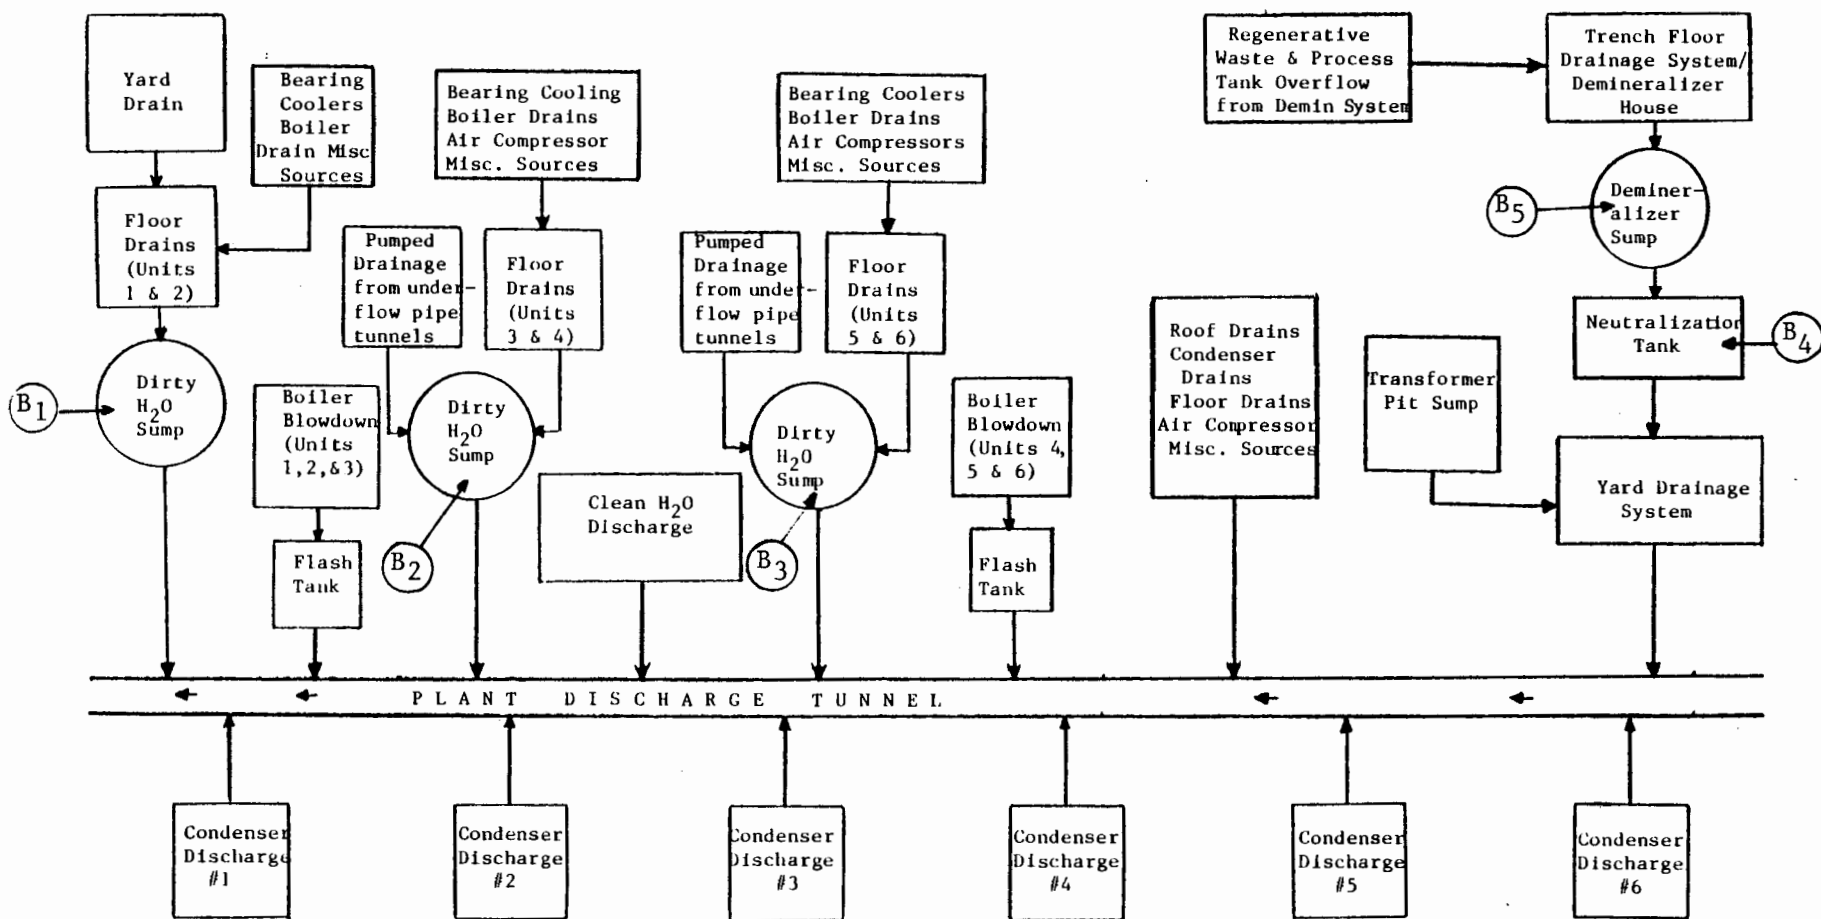 Yard
Drain
Bearing
Coolers
Boiler
Drain Misc
Sources
Bearing Cooling
Boiler Drains
Air Compressor
Misc. Sources
Bearing Coolers
Boiler Drains
Air Compressors
Misc. Sources
Regenerative
Waste & Process
Tank Overflow
from Demin System
Trench Floor
Drainage System/
Demineralizer
House
Floor
Drains
(Units
1 & 2)
Pumped
Drainage
from under-
flow pipe
tunnels
Floor
Drains
(Units
3 & 4)
Pumped
Drainage
from under-
flow pipe
tunnels
Floor
Drains
(Units
5 & 6)
B5
Deminer-
alizer
Sump
B1
Dirty
H2O
Sump
Boiler
Blowdown
(Units
1,2,&3)
Dirty
H2O
Sump
Dirty
H2O
Sump
Boiler
Blowdown
(Units 4,
5 & 6)
Roof Drains
Condenser
Drains
Floor Drains
Air Compressor
Misc. Sources
Transformer
Pit Sump
Neutralization
Tank
B4
Flash
Tank
B2
Clean H2O
Discharge
B3
Flash
Tank
Yard Drainage
System
PLANT DISCHARGE TUNNEL
Condenser
Discharge
#1
Condenser
Discharge
#2
Condenser
Discharge
#3
Condenser
Discharge
#4
Condenser
Discharge
#5
Condenser
Discharge
#6